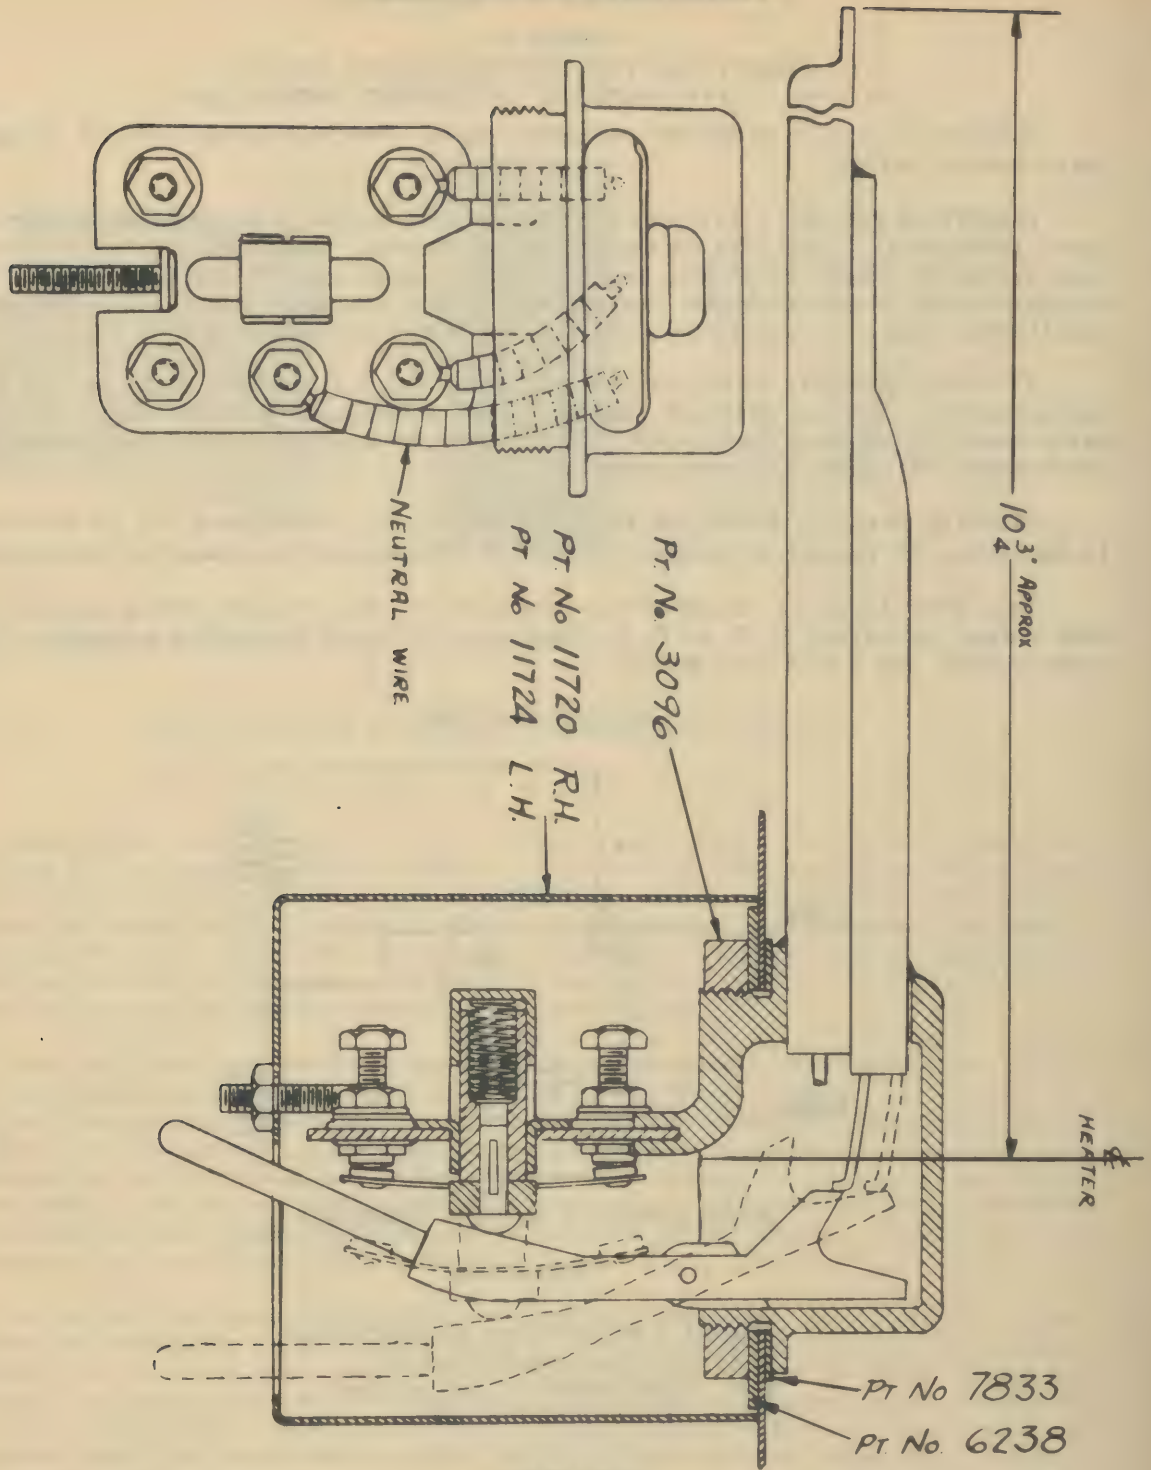 10 3/4" APPROX
℄
HEATER
PT. No. 3096
PT. No 11720 R.H.
PT No 11724 L.H.
NEUTRAL WIRE
PT No 7833
PT. No. 6238